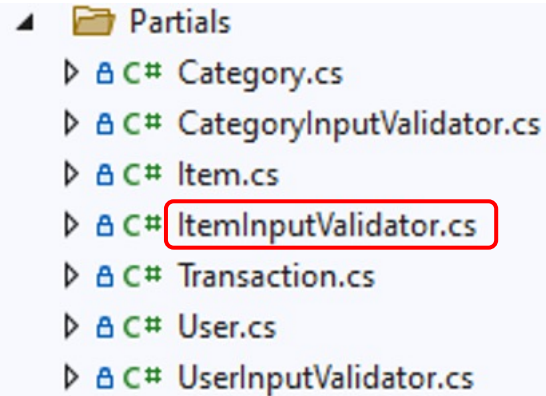 Partials
C# Category.cs
C# CategoryInputValidator.cs
C# Item.cs
C# ItemInputValidator.cs
C# Transaction.cs
C# User.cs
C# UserInputValidator.cs